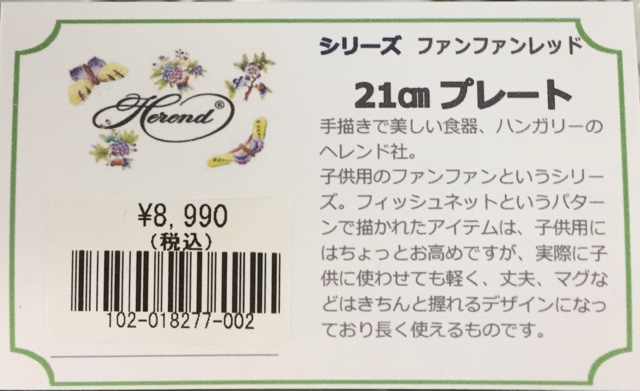 Herend®
¥8,990
(税込)
102-018277-002
シリーズ ファンファンレッド
21㎝ プレート
手描きで美しい食器、ハンガリーの
ヘレンド社。
子供用のファンファンというシリー
ズ。フィッシュネットというパター
ンで描かれたアイテムは、子供用に
はちょっとお高めですが、実際に子
供に使わせても軽く、丈夫、マグな
どはきちんと握れるデザインになっ
ており長く使えるものです。